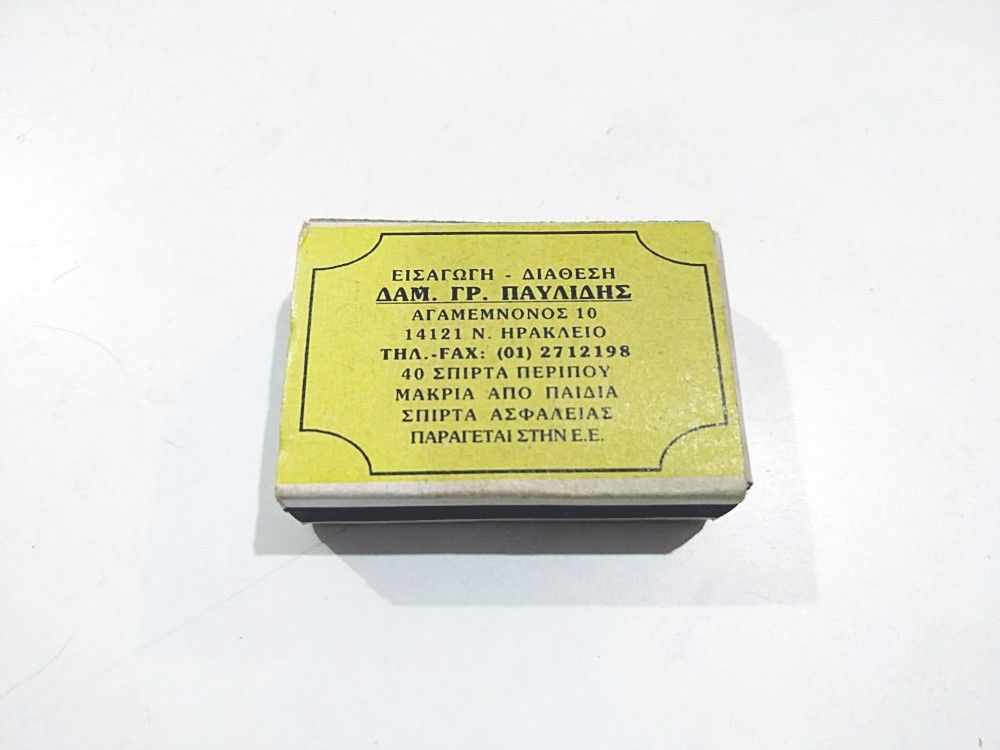 ΕΙΣΑΓΩΓΗ - ΔΙΑΘΕΣΗ
ΔΑΜ. ΓΡ. ΠΑΥΛΙΔΗΣ
ΑΓΑΜΕΜΝΟΝΟΣ 10
14121 Ν. ΗΡΑΚΛΕΙΟ
ΤΗΛ.-FAX: (01) 2712198
40 ΣΠΙΡΤΑ ΠΕΡΙΠΟΥ
ΜΑΚΡΙΑ ΑΠΟ ΠΑΙΔΙΑ
ΣΠΙΡΤΑ ΑΣΦΑΛΕΙΑΣ
ΠΑΡΑΓΕΤΑΙ ΣΤΗΝ Ε.Ε.